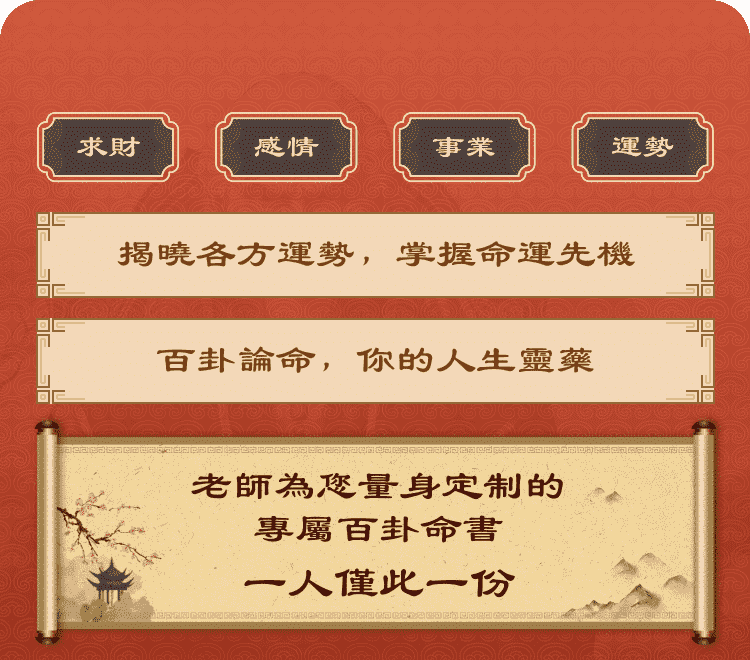 求財 感情 事業 運勢
揭曉各方運勢，掌握命運先機
百卦論命，你的人生靈藥
老師為您量身定制的
專屬百卦命書
一人僅此一份